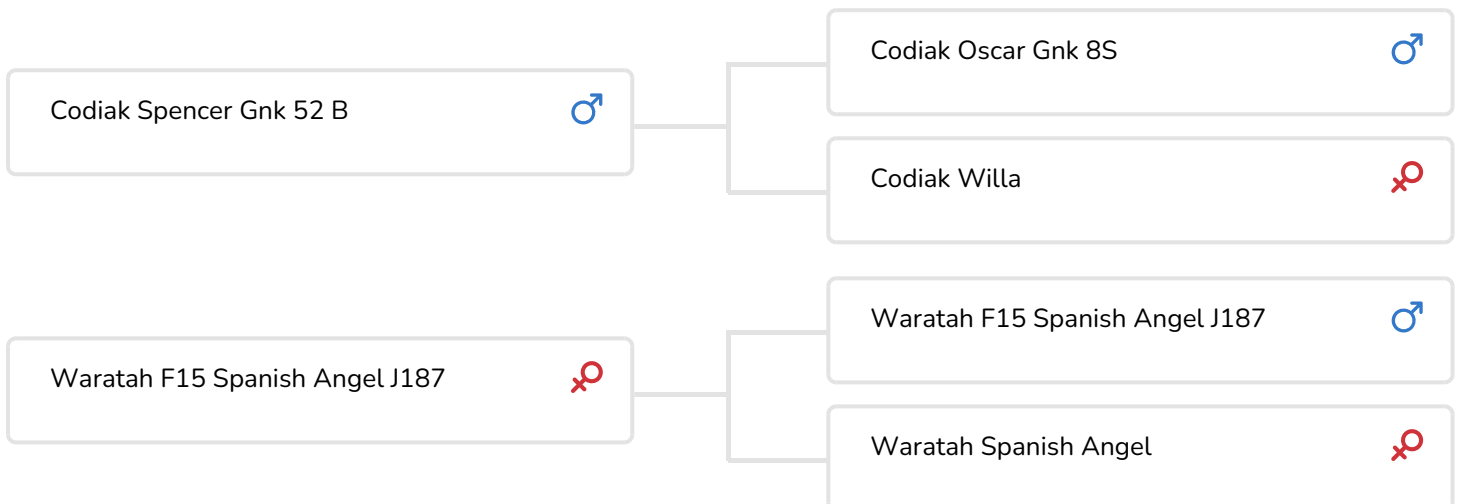 Codiak Oscar Gnk 8S
Codiak Spencer Gnk 52 B
Codiak Willa
Waratah F15 Spanish Angel J187
Waratah F15 Spanish Angel J187
Waratah Spanish Angel